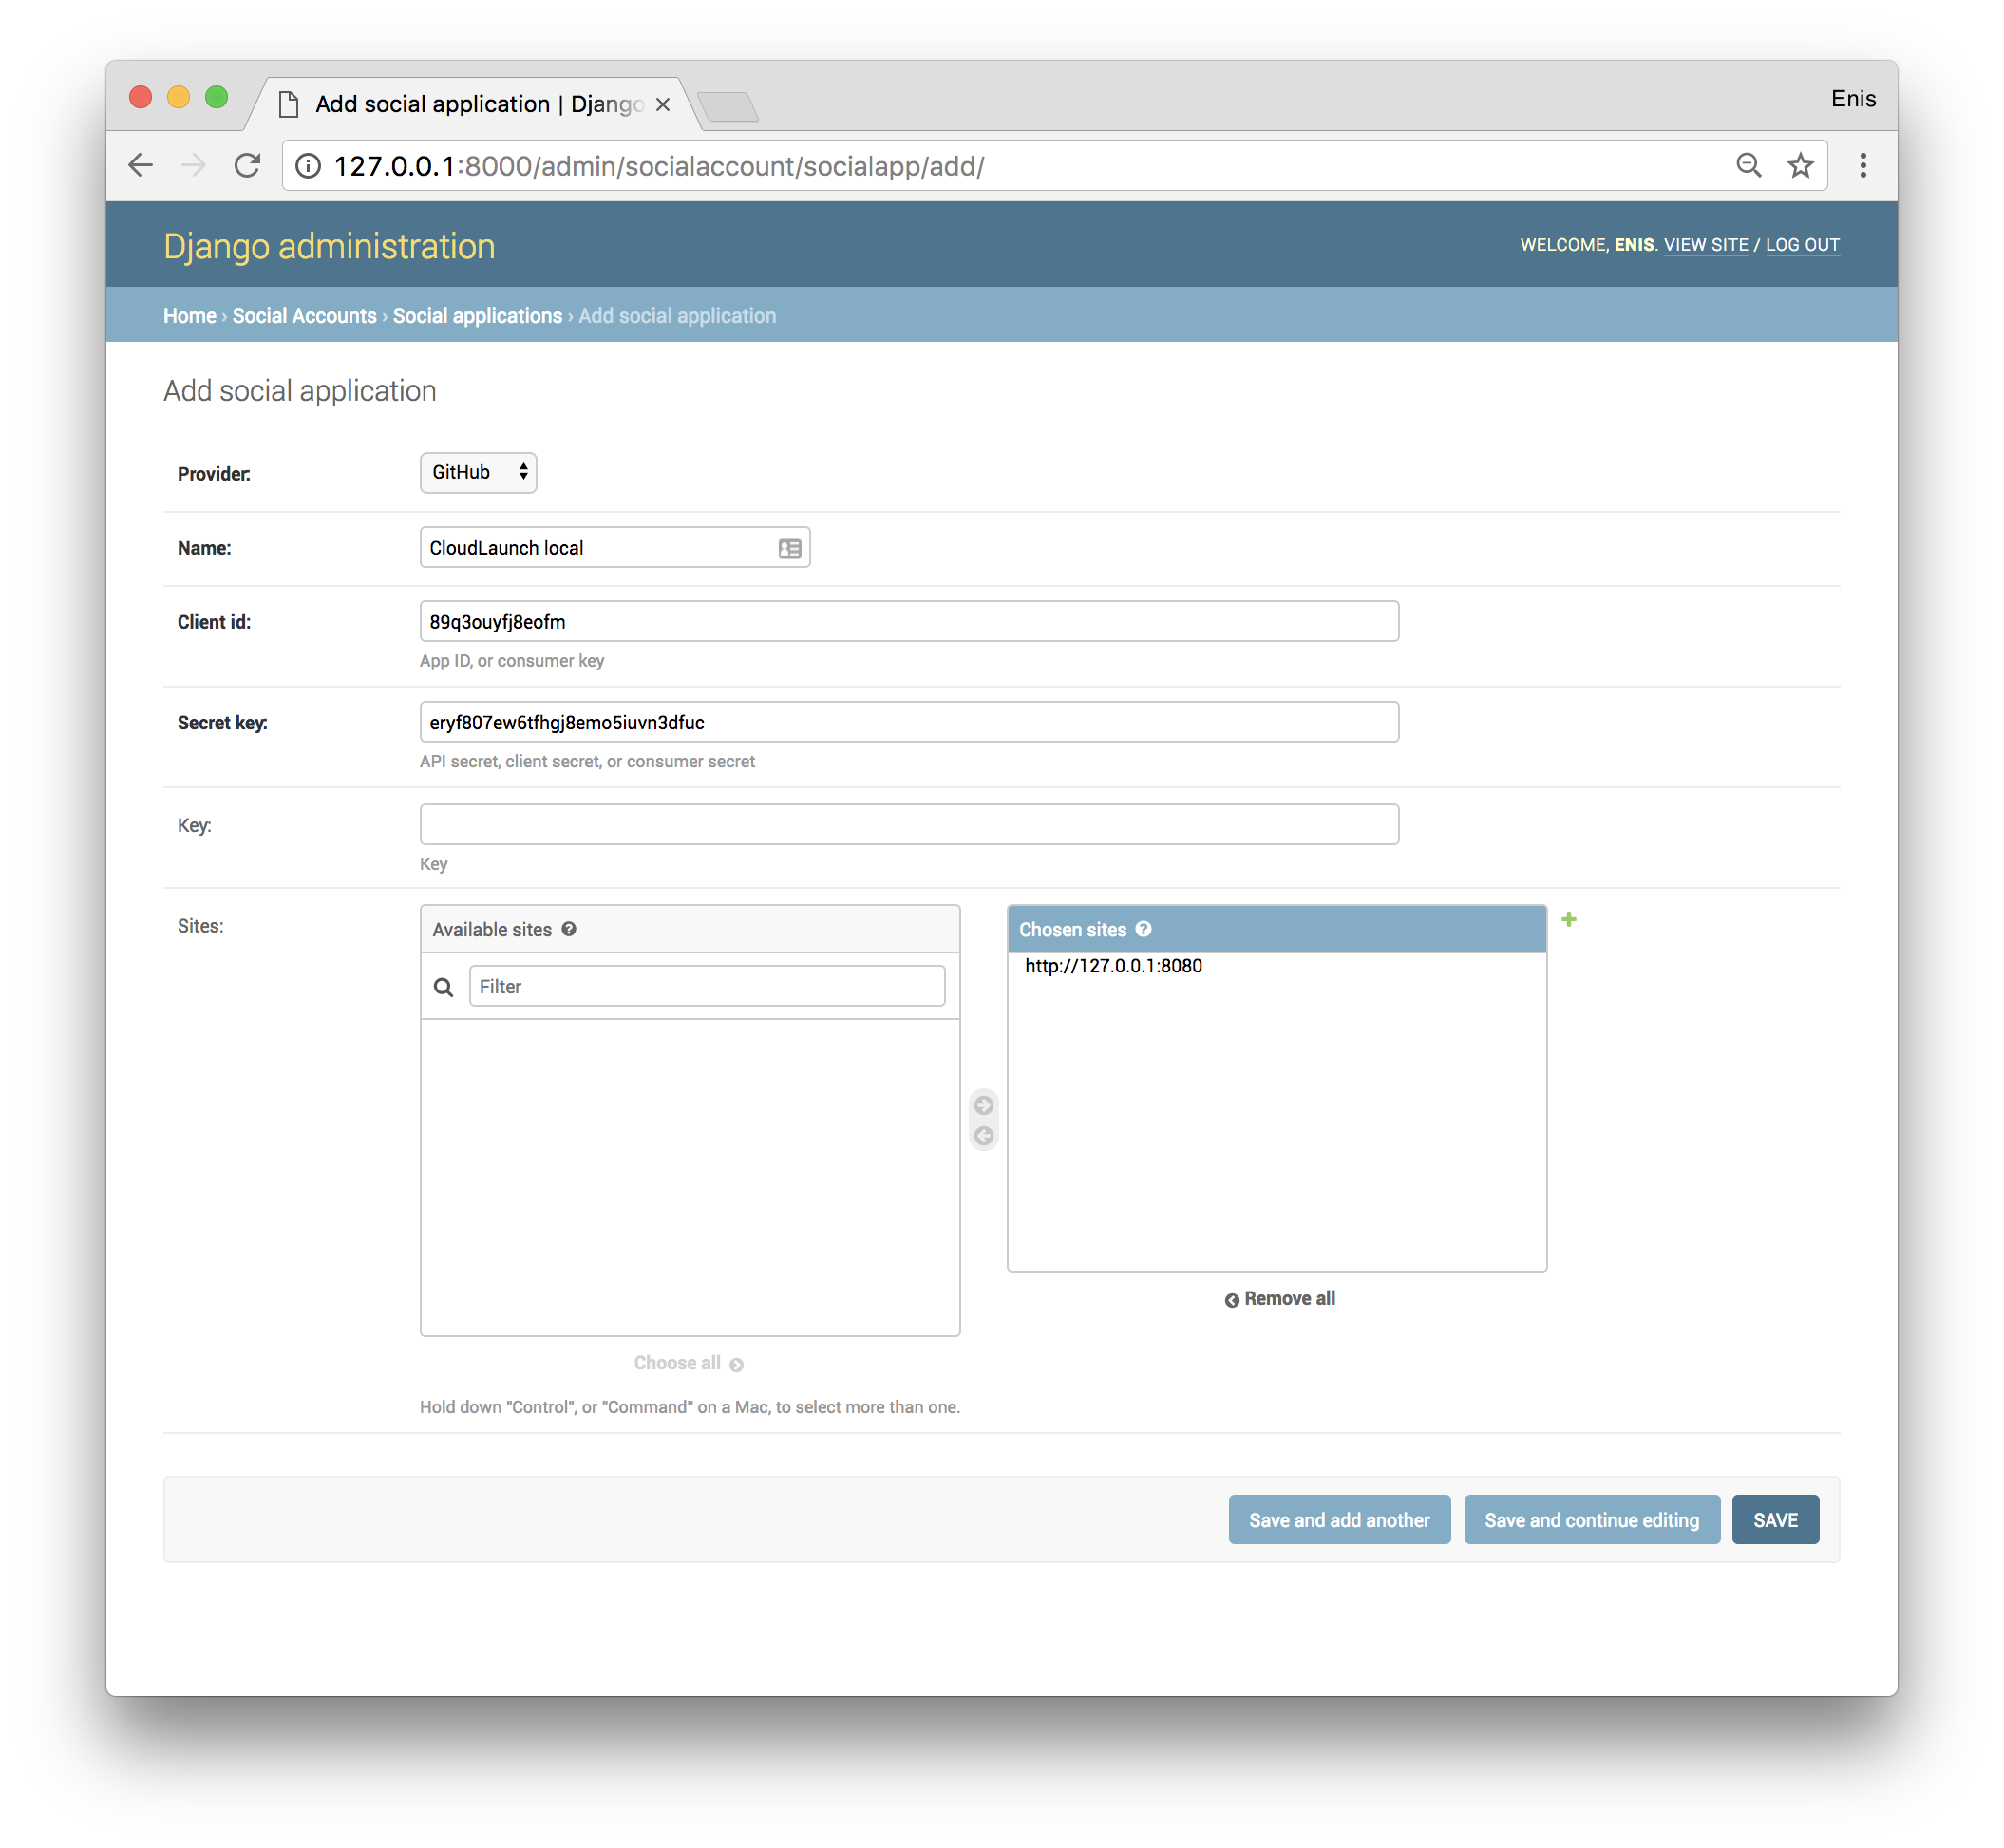 Add social application | Django
Enis
127.0.0.1:8000/admin/socialaccount/socialapp/add/
Django administration
WELCOME, ENIS. VIEW SITE / LOG OUT
Home › Social Accounts › Social applications › Add social application
Add social application
Provider: GitHub
Name: CloudLaunch local
Client id: 89q3ouyfj8eofm
App ID, or consumer key
Secret key: eryf807ew6tfhgj8emo5iuvn3dfuc
API secret, client secret, or consumer secret
Key:
Key
Sites:
Available sites
Filter
Chosen sites
http://127.0.0.1:8080
Remove all
Choose all
Hold down "Control", or "Command" on a Mac, to select more than one.
Save and add another
Save and continue editing
SAVE